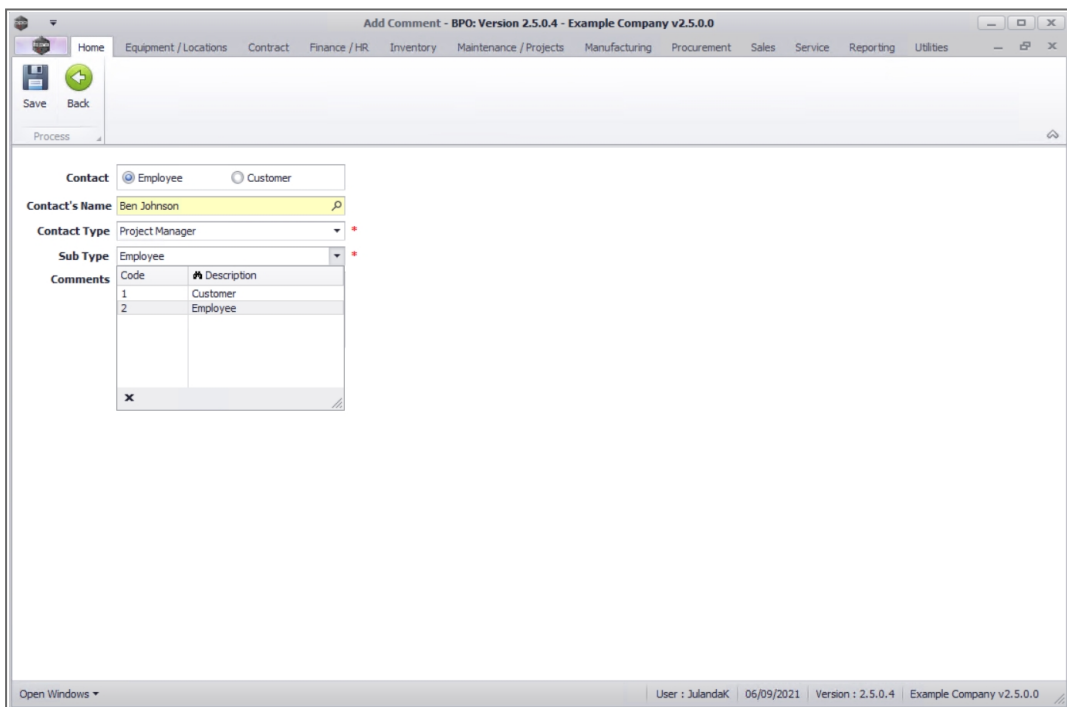 Add Comment - BPO: Version 2.5.0.4 - Example Company v2.5.0.0
Home Equipment / Locations Contract Finance / HR Inventory Maintenance / Projects Manufacturing Procurement Sales Service Reporting Utilities
Save Back
Process
Contact Employee Customer
Contact's Name Ben Johnson
Contact Type Project Manager *
Sub Type Employee *
Comments Code Description
1 Customer
2 Employee
Open Windows User : JulandaK 06/09/2021 Version : 2.5.0.4 Example Company v2.5.0.0